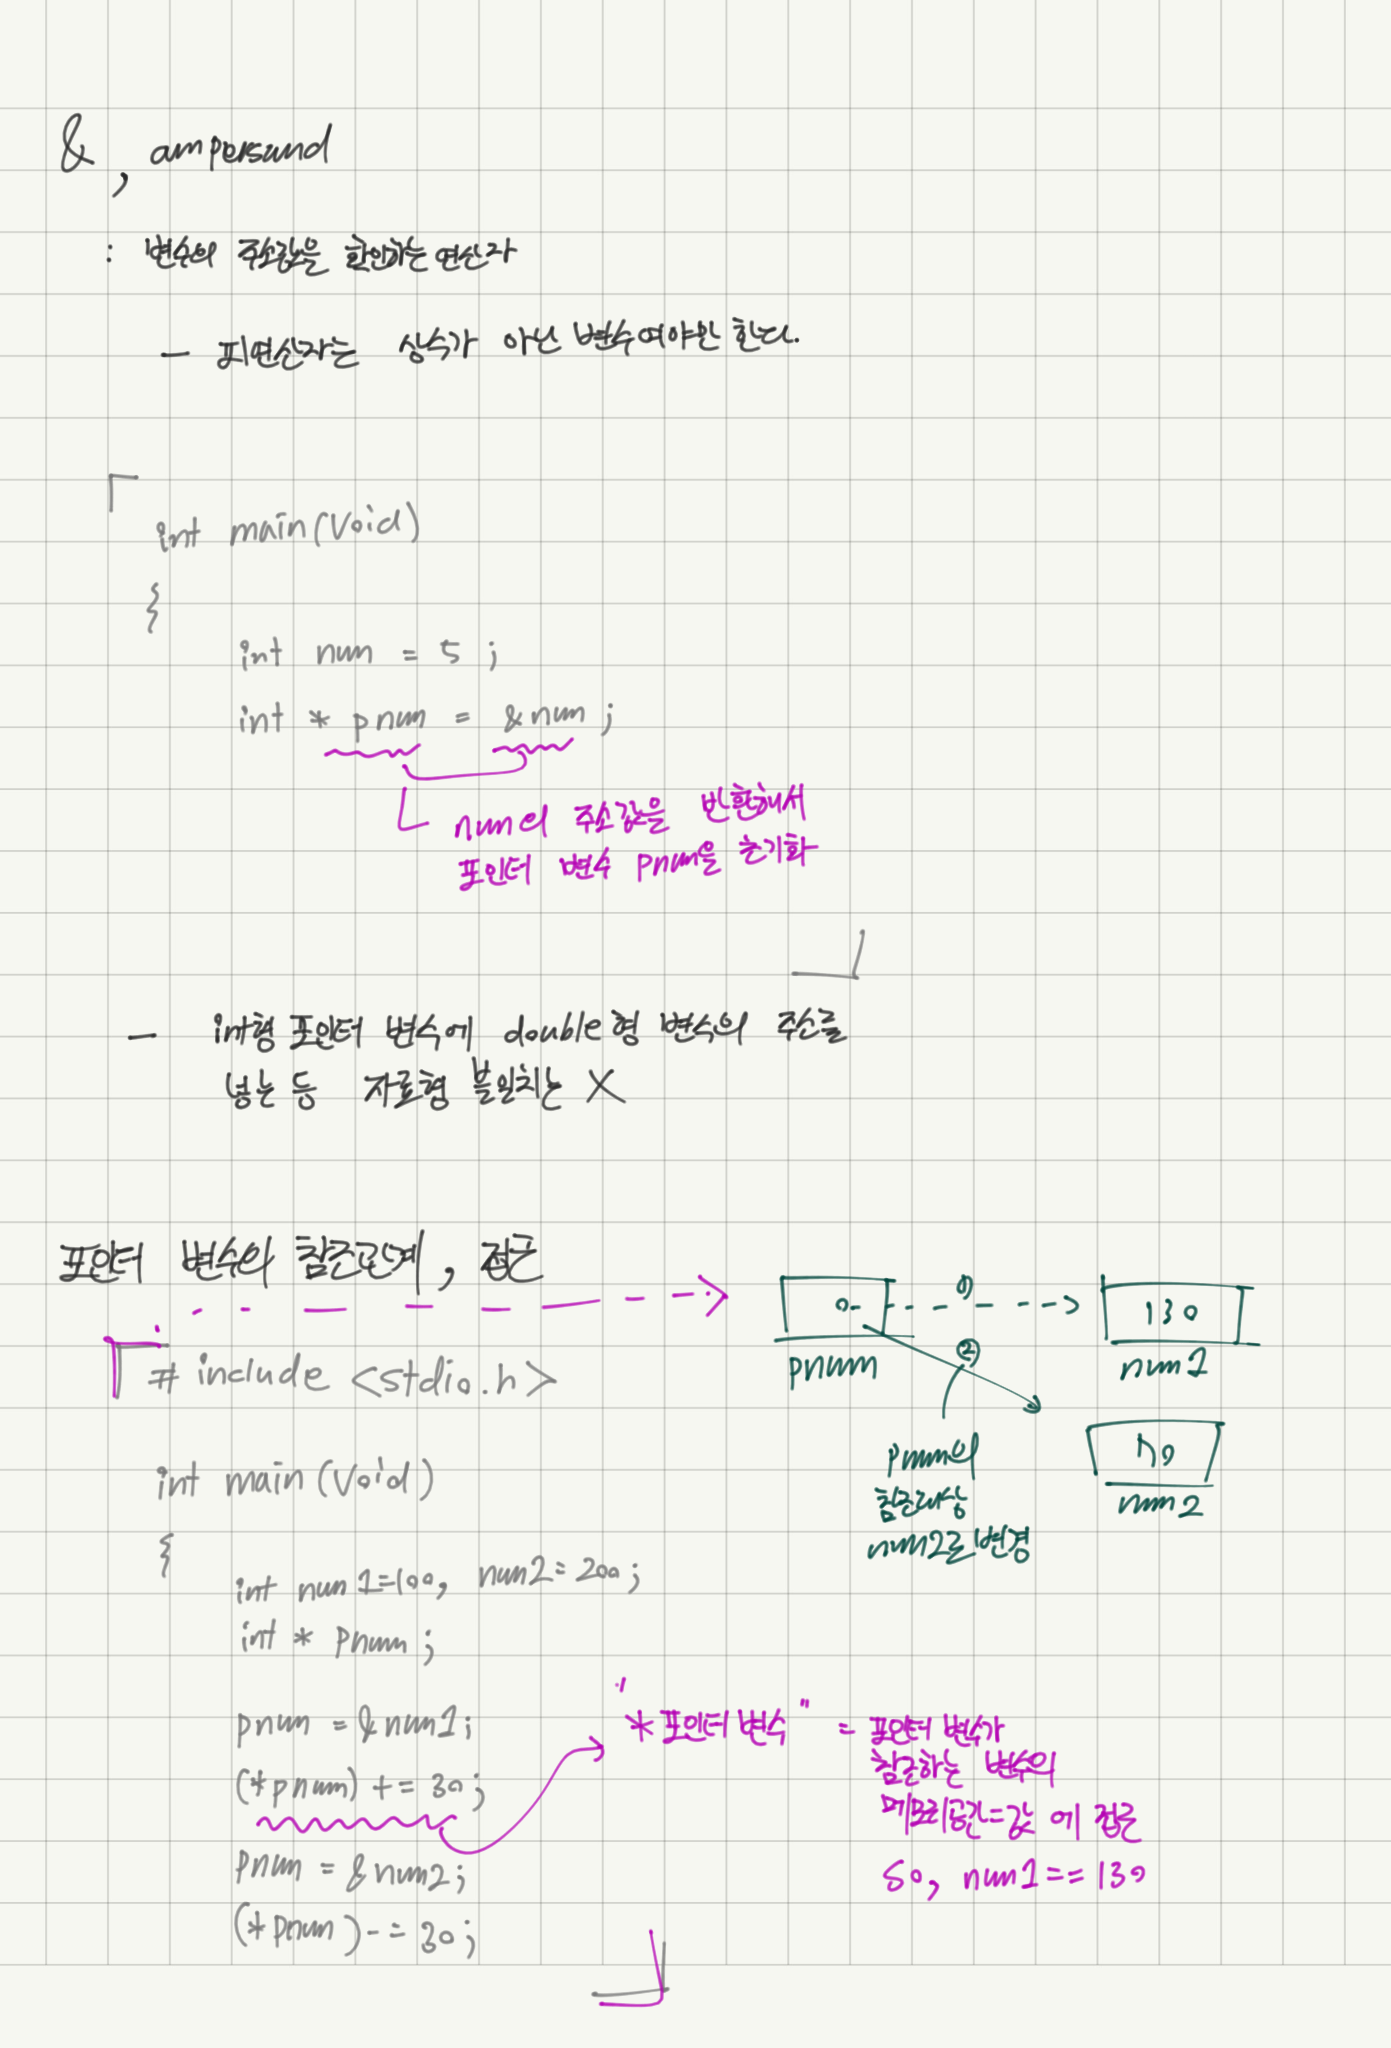 &, ampersand
: 변수의 주소값을 확인하는 연산자
— 피연산자는 상수가 아닌 변수여야만 한다.
int main(void)
{
int num = 5 ;
int * pnum = &num ;
num의 주소값을 반환해서
포인터 변수 pnum을 초기화
— int형 포인터 변수에 double형 변수의 주소를
넣는 등 자료형 불일치는 X
포인터 변수의 참조관계, 접근
# include <stdio.h>
int main (void)
{
int num1=100, num2=200;
int * pnum ;
pnum = &num1;
(*pnum) += 30;
pnum = &num2;
(*pnum) -= 30;
"*포인터 변수" = 포인터 변수가
참조하는 변수의
메모리공간=값 에 접근
so, num1 == 130
130
pnum
num1
②
num2
pnum의
참조대상
num2로 변경